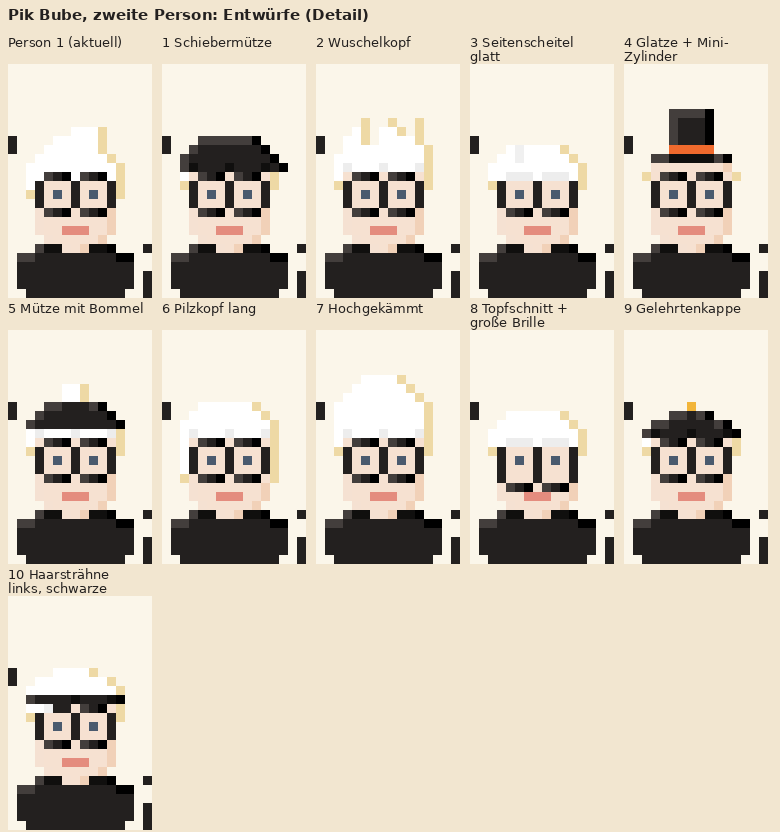 Pik Bube, zweite Person: Entwürfe (Detail)
Person 1 (aktuell)
1 Schiebermütze
2 Wuschelkopf
3 Seitenscheitel
glatt
4 Glatze + Mini-
Zylinder
5 Mütze mit Bommel
6 Pilzkopf lang
7 Hochgekämmt
8 Topfschnitt +
große Brille
9 Gelehrtenkappe
10 Haarsträhne
links, schwarze